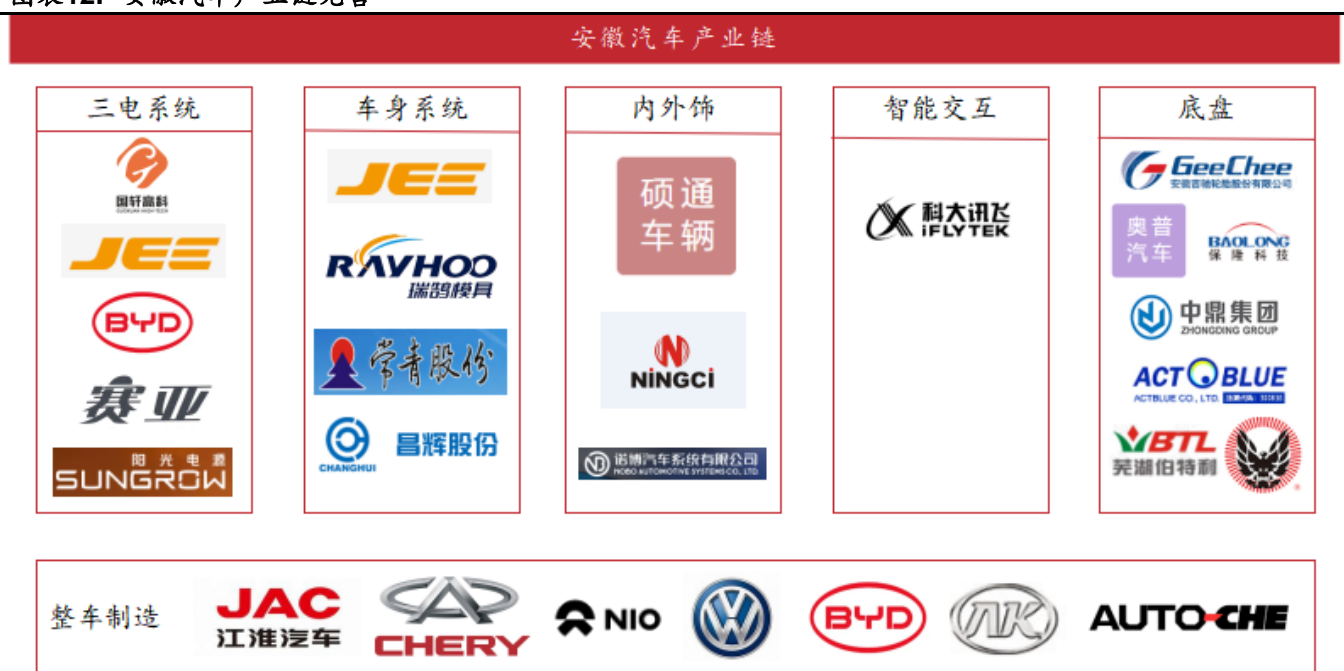 安徽汽车产业链
三电系统
国轩高科
JEE
BYD
赛亚
阳光电源
SUNGROW
车身系统
JEE
RAYHOO
瑞鹄模具
常青股份
CHANGHUI
昌辉股份
内外饰
硕通
车辆
NINGCI
诺博汽车系统有限公司
NOBO AUTOMOTIVE SYSTEMS CO., LTD
智能交互
科大讯飞
iFLYTEK
底盘
GeeChee
安徽吉驰轮胎股份有限公司
奥普
汽车
BAOLONG
保隆科技
中鼎集团
ZHONGDING GROUP
ACTBLUE
ACTBLUE CO., LTD.
BTL
芜湖伯特利
整车制造
JAC
江淮汽车
CHERY
NIO
BYD
AUTO-CHE